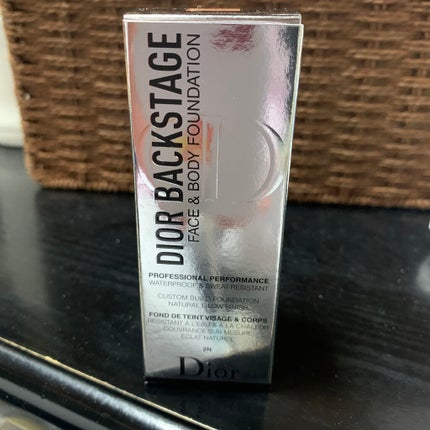 DIOR BACKSTAGE
FACE & BODY FOUNDATION
CD
PROFESSIONAL PERFORMANCE
WATERPROOF & SWEAT-RESISTANT
CUSTOM BUILD FOUNDATION
NATURAL GLOW FINISH
FOND DE TEINT VISAGE & CORPS
RÉSISTANT À L'EAU & À LA CHALEUR
COUVRANCE SUR MESURE
ÉCLAT NATUREL
2N
Dior